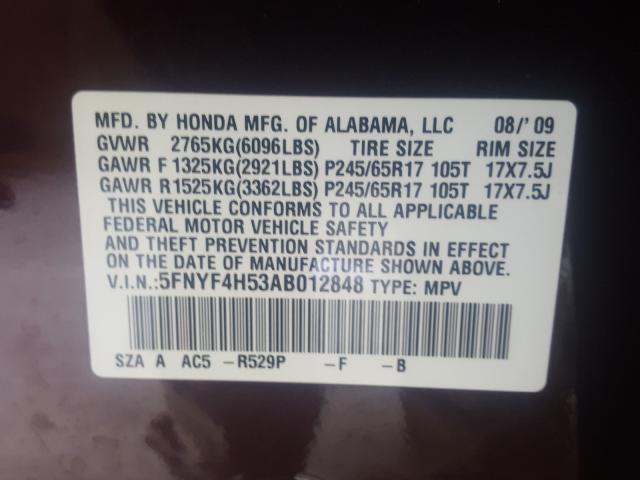 MFD. BY HONDA MFG. OF ALABAMA, LLC 08/'09
GVWR 2765KG(6096LBS) TIRE SIZE RIM SIZE
GAWR F 1325KG(2921LBS) P245/65R17 105T 17X7.5J
GAWR R1525KG(3362LBS) P245/65R17 105T 17X7.5J
THIS VEHICLE CONFORMS TO ALL APPLICABLE
FEDERAL MOTOR VEHICLE SAFETY
AND THEFT PREVENTION STANDARDS IN EFFECT
ON THE DATE OF MANUFACTURE SHOWN ABOVE.
V.I.N.:5FNYF4H53AB012848 TYPE: MPV
SZA A AC5 -R529P -F -B